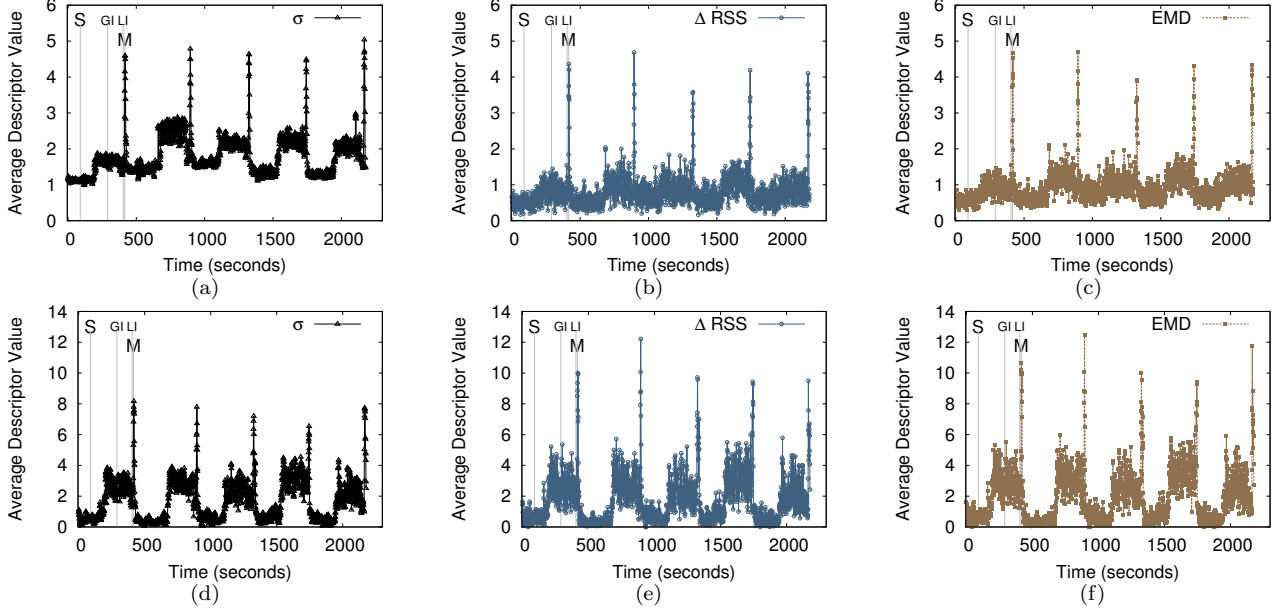 6
5
4
3
2
1
0
Average Descriptor Value
S
GI
LI
M
σ
0 500 1000 1500 2000
Time (seconds)
(a)
6
5
4
3
2
1
0
Average Descriptor Value
S
GI
LI
M
Δ RSS
0 500 1000 1500 2000
Time (seconds)
(b)
6
5
4
3
2
1
0
Average Descriptor Value
S
GI
LI
M
EMD
0 500 1000 1500 2000
Time (seconds)
(c)
14
12
10
8
6
4
2
0
Average Descriptor Value
S
GI
LI
M
σ
0 500 1000 1500 2000
Time (seconds)
(d)
14
12
10
8
6
4
2
0
Average Descriptor Value
S
GI
LI
M
Δ RSS
0 500 1000 1500 2000
Time (seconds)
(e)
14
12
10
8
6
4
2
0
Average Descriptor Value
S
GI
LI
M
EMD
0 500 1000 1500 2000
Time (seconds)
(f)